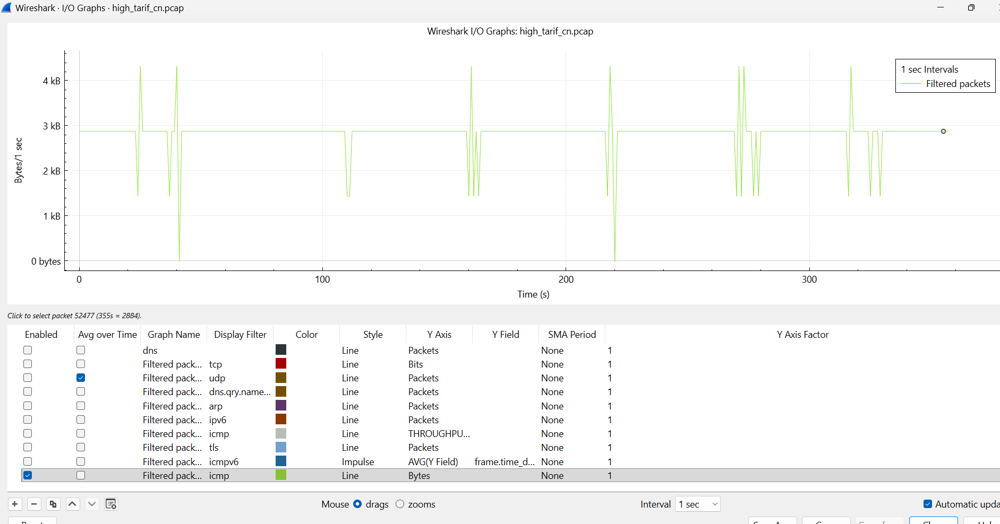 Wireshark · I/O Graphs · high_tarif_cn.pcap
Wireshark I/O Graphs: high_tarif_cn.pcap
1 sec Intervals
Filtered packets
4 kB
3 kB
2 kB
1 kB
0 bytes
Bytes/1 sec
0 100 200 300
Time (s)
Click to select packet 52477 (355s = 2884).
Enabled Avg over Time Graph Name Display Filter Color Style Y Axis Y Field SMA Period Y Axis Factor
dns Line Packets None 1
Filtered pack... tcp Line Bits None 1
Filtered pack... udp Line Packets None 1
Filtered pack... dns.qry.name... Line Packets None 1
Filtered pack... arp Line Packets None 1
Filtered pack... ipv6 Line Packets None 1
Filtered pack... icmp Line THROUGHPU... None 1
Filtered pack... tls Line Packets None 1
Filtered pack... icmpv6 Impulse AVG(Y Field) frame.time_d... None 1
Filtered pack... icmp Line Bytes None 1
Mouse drags zooms Interval 1 sec Automatic upda